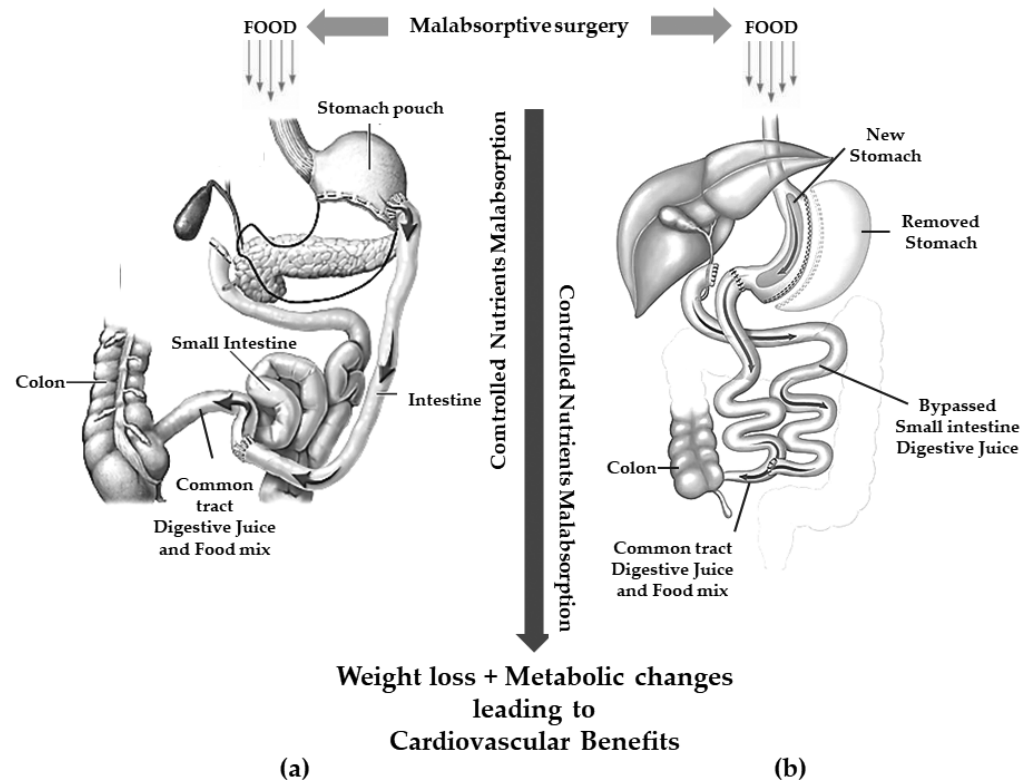 Malabsorptive surgery
FOOD
Stomach pouch
Small Intestine
Colon
Intestine
Common
tract
Digestive Juice
and Food mix
Comtrolled Nutrients Malabsorption
Controlled Nutrients Malabsorption
FOOD
New
Stomach
Removed
Stomach
Bypassed
Small intestine
Digestive Juice
Colon
Common tract
Digestive Juice
and Food mix
Weight loss + Metabolic changes
leading to
Cardiovascular Benefits
(a)
(b)